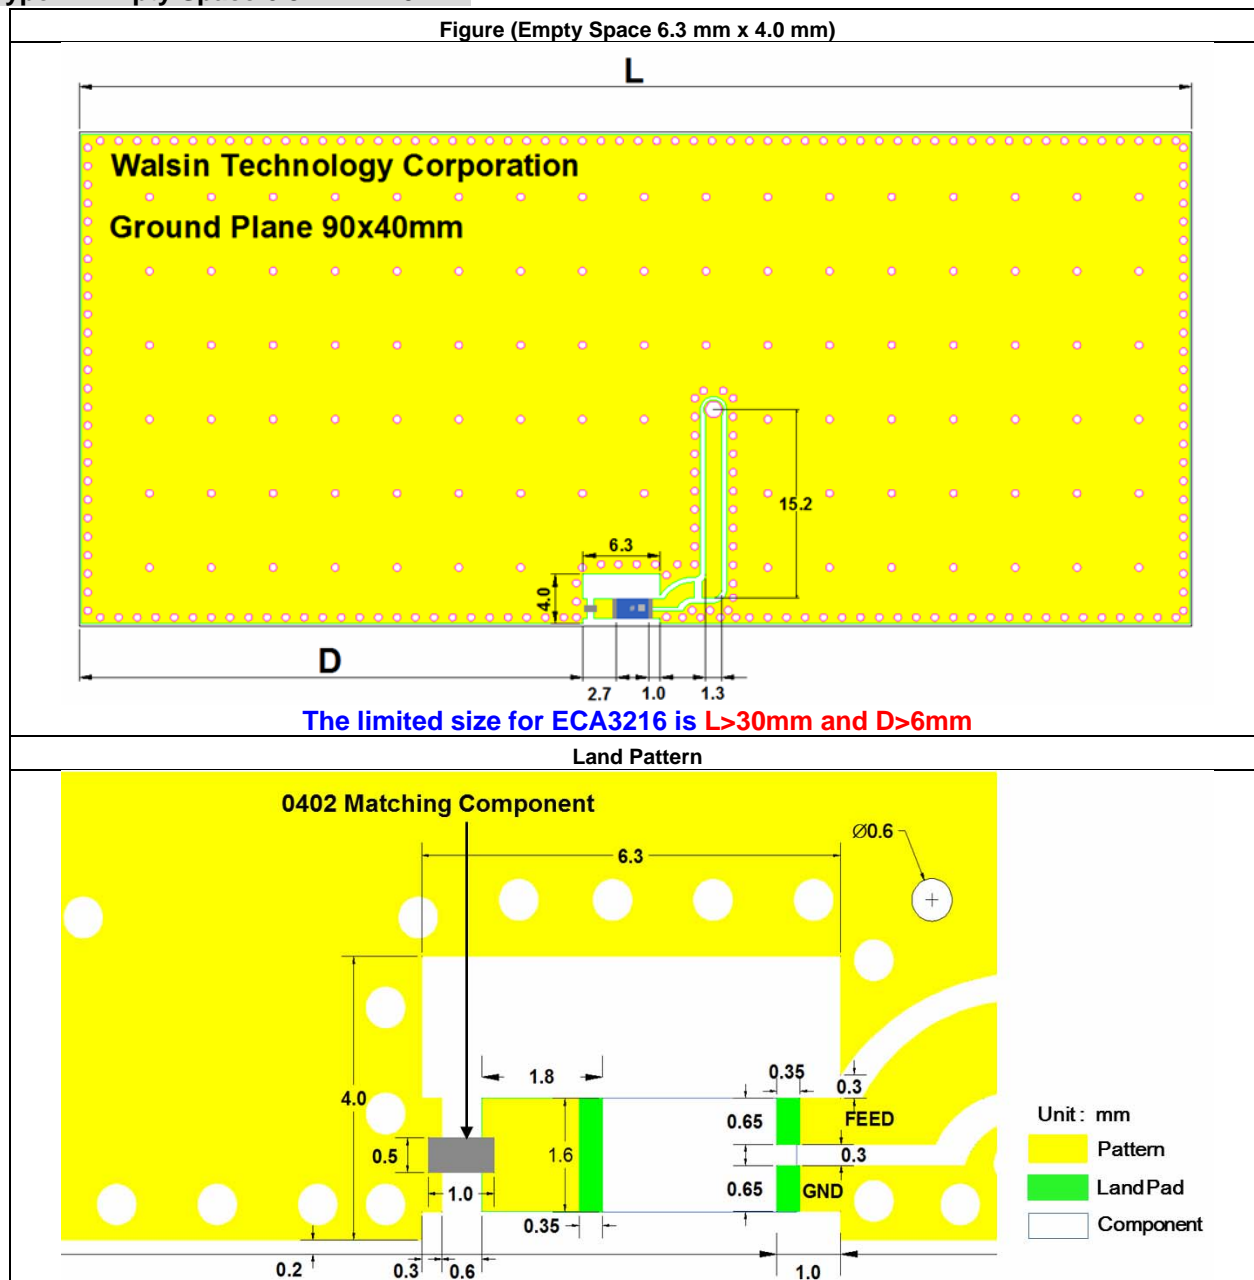 Figure (Empty Space 6.3 mm x 4.0 mm)
L
Walsin Technology Corporation
Ground Plane 90x40mm
15.2
6.3
4.0
D
2.7 1.0 1.3
The limited size for ECA3216 is L>30mm and D>6mm
Land Pattern
0402 Matching Component
Ø0.6
6.3
1.8
0.35
0.3
4.0
0.65
FEED
Unit : mm
0.5
1.6
0.3
Pattern
1.0
0.65
GND
Land Pad
0.35
Component
0.2
0.3
0.6
1.0